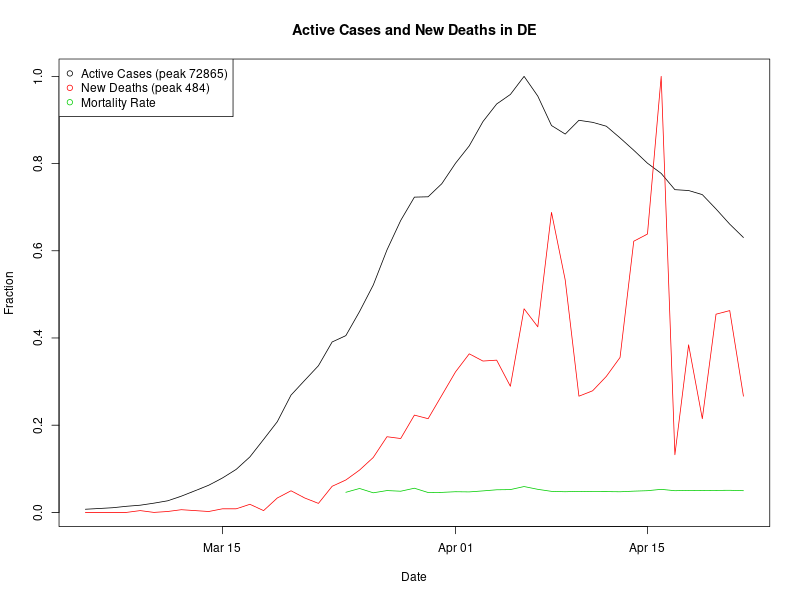 Active Cases and New Deaths in DE
Active Cases (peak 72865)
New Deaths (peak 484)
Mortality Rate
1.0
0.8
0.6
0.4
0.2
0.0
Fraction
Mar 15
Apr 01
Apr 15
Date